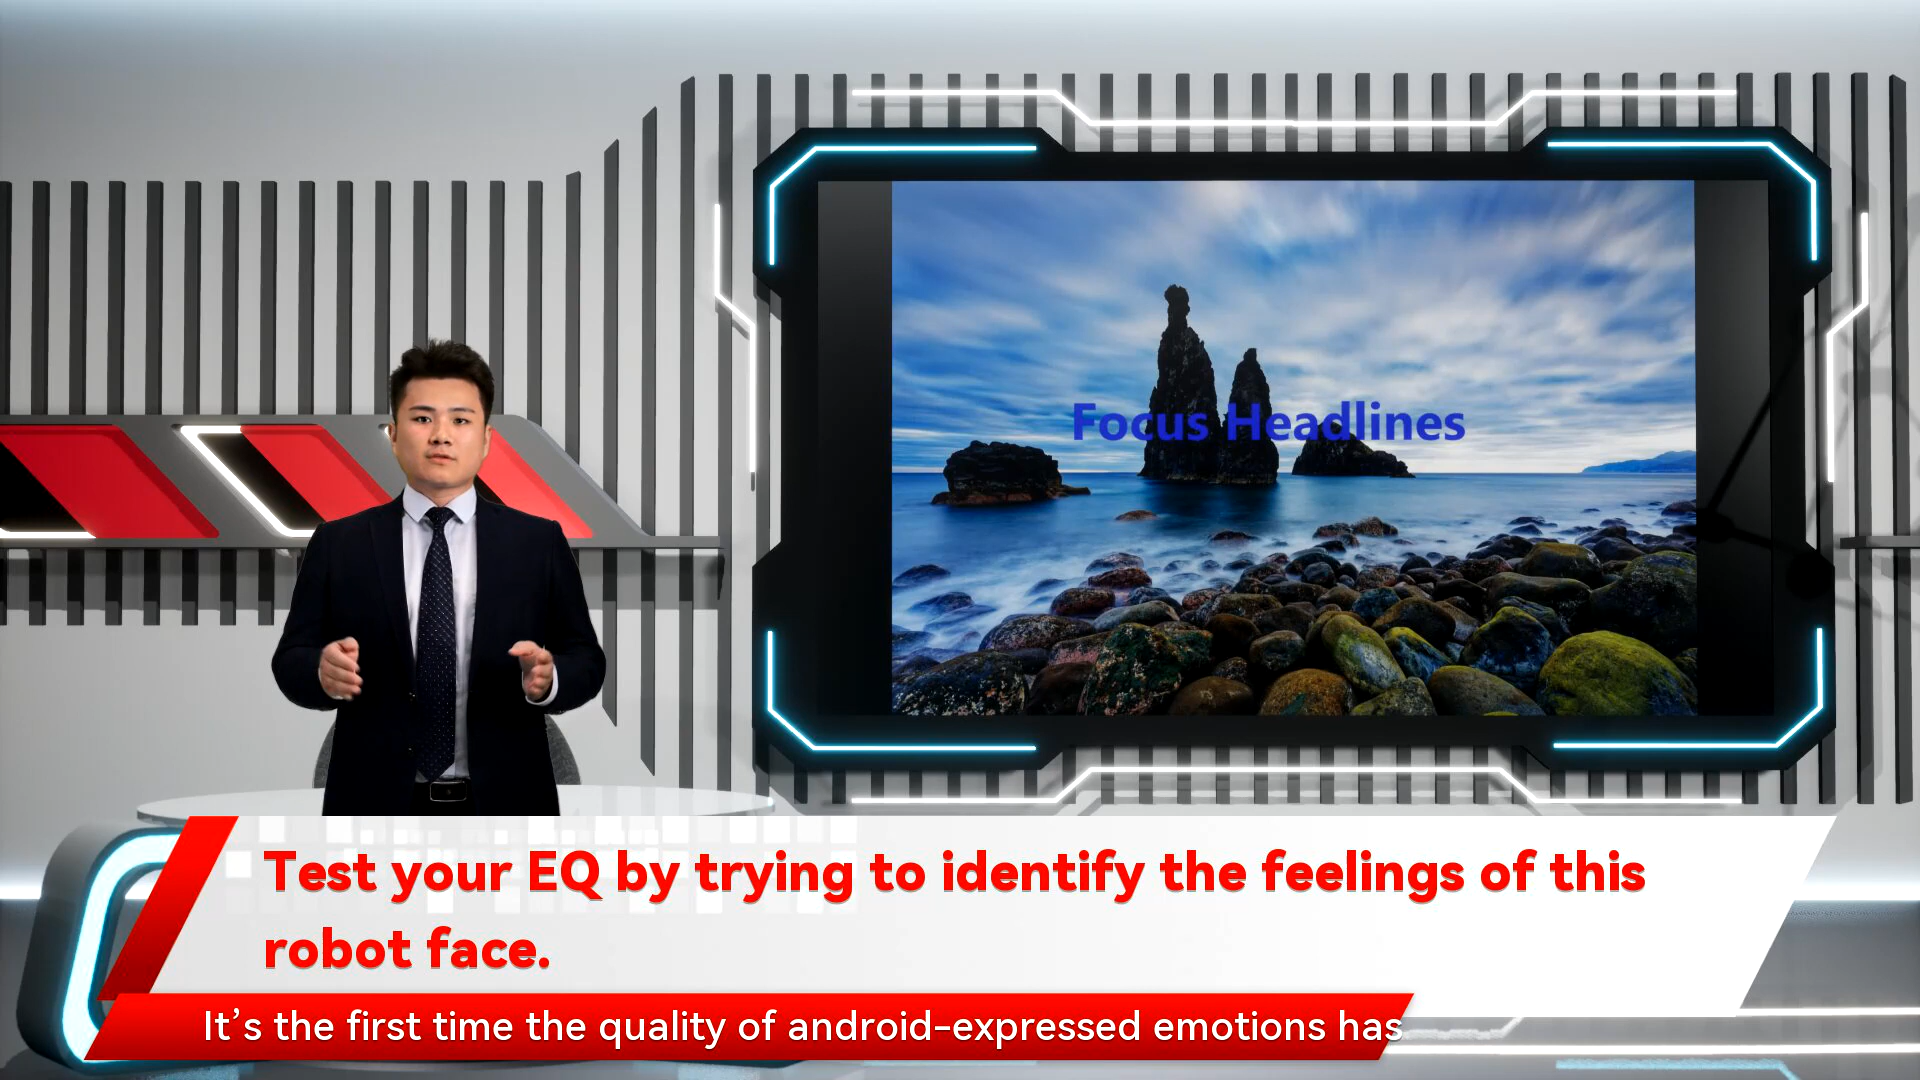 Focus Headlines
Test your EQ by trying to identify the feelings of this
robot face.
It’s the first time the quality of android-expressed emotions has